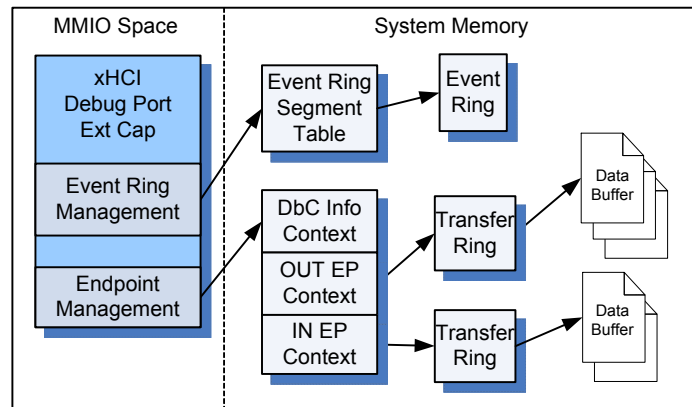 MMIO Space
System Memory
xHCI
Debug Port
Ext Cap
Event Ring
Management
Endpoint
Management
Event Ring
Segment
Table
Event
Ring
DbC Info
Context
OUT EP
Context
IN EP
Context
Transfer
Ring
Data
Buffer
Transfer
Ring
Data
Buffer